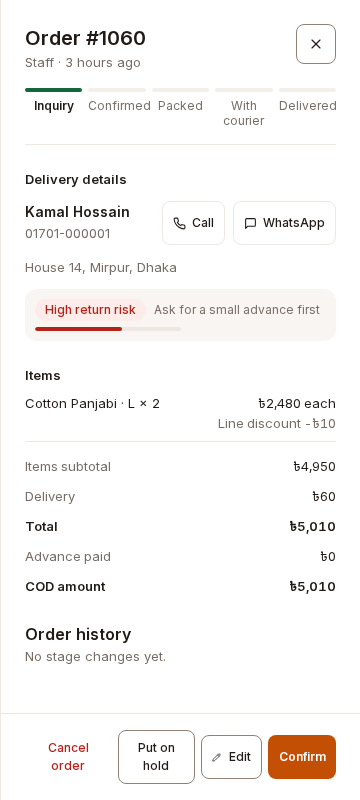 Order #1060
Staff · 3 hours ago
Inquiry Confirmed Packed With courier Delivered
Delivery details
Kamal Hossain
01701-000001
Call WhatsApp
House 14, Mirpur, Dhaka
High return risk Ask for a small advance first
Items
Cotton Panjabi · L × 2 ৳2,480 each
Line discount -৳10
Items subtotal ৳4,950
Delivery ৳60
Total ৳5,010
Advance paid ৳0
COD amount ৳5,010
Order history
No stage changes yet.
Cancel order Put on hold Edit Confirm